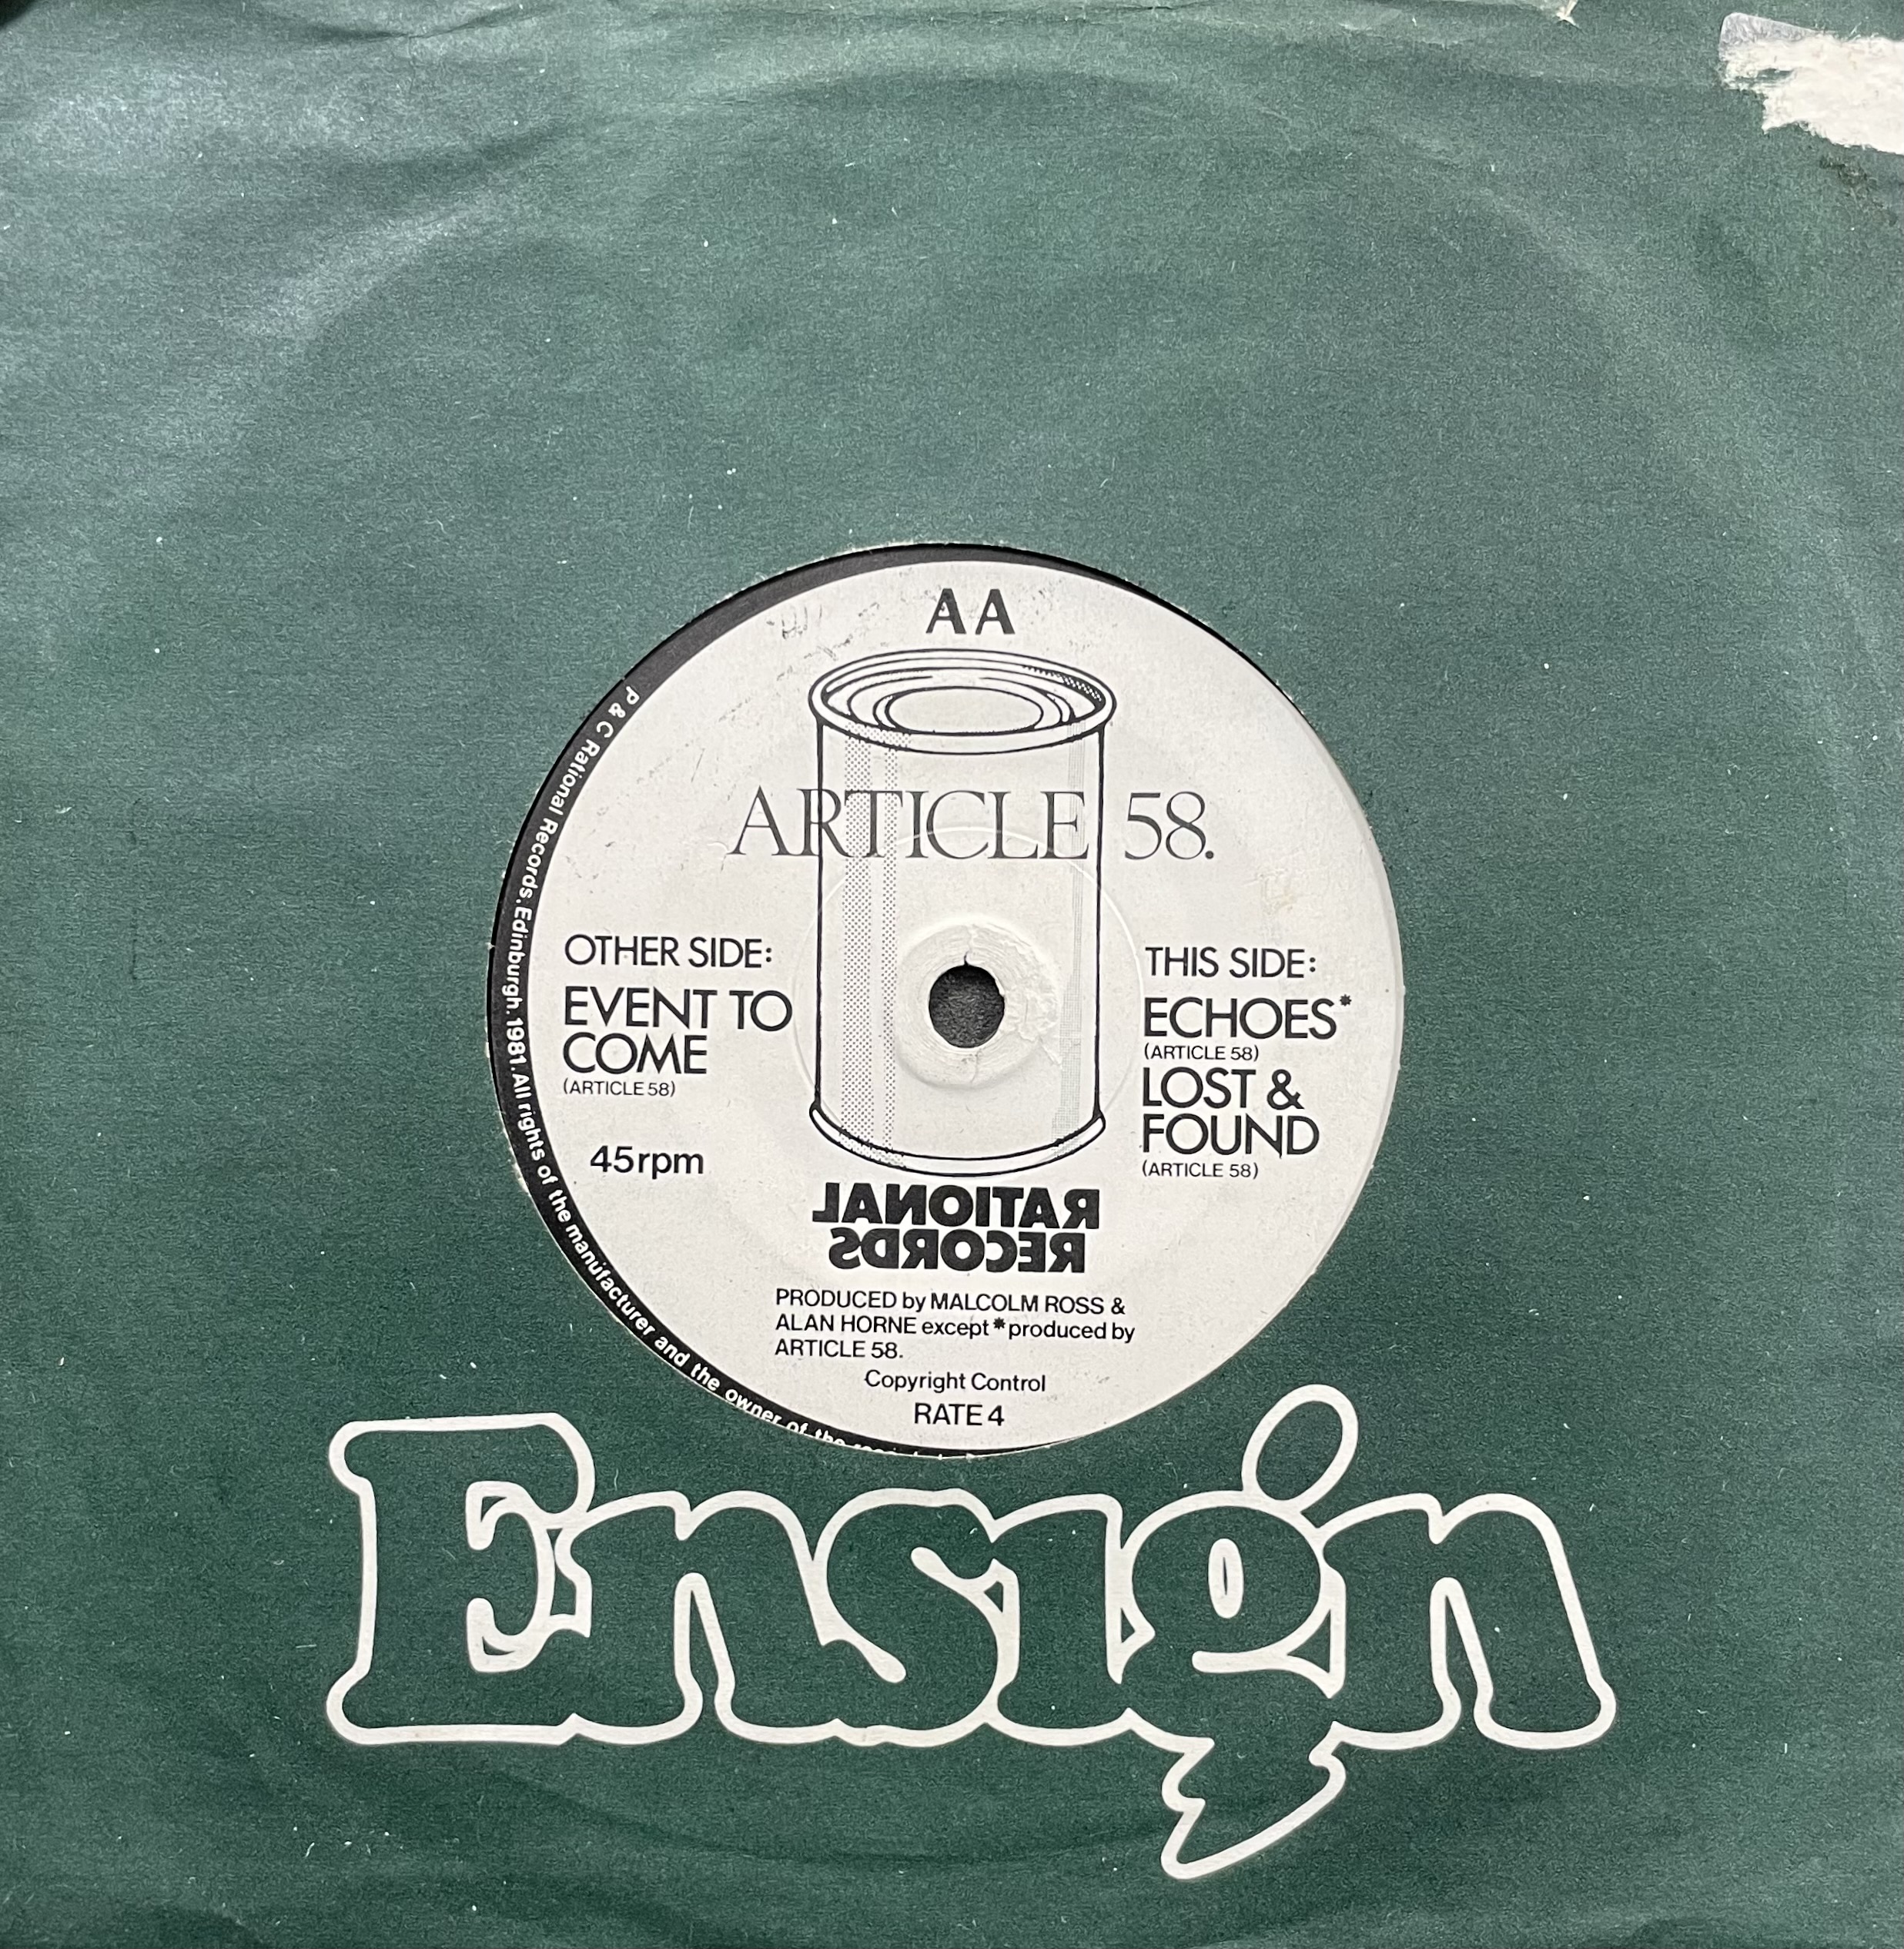 AA
ARTICLE 58.
OTHER SIDE:
EVENT TO
COME
(ARTICLE 58)
45rpm
THIS SIDE:
ECHOES*
(ARTICLE 58)
LOST &
FOUND
(ARTICLE 58)
RATIONAL
RECORDS
PRODUCED by MALCOLM ROSS &
ALAN HORNE except * produced by
ARTICLE 58.
Copyright Control
RATE 4
P & C Rational Records. Edinburgh. 1981. All rights of the manufacturer and the owner of the
Ensign